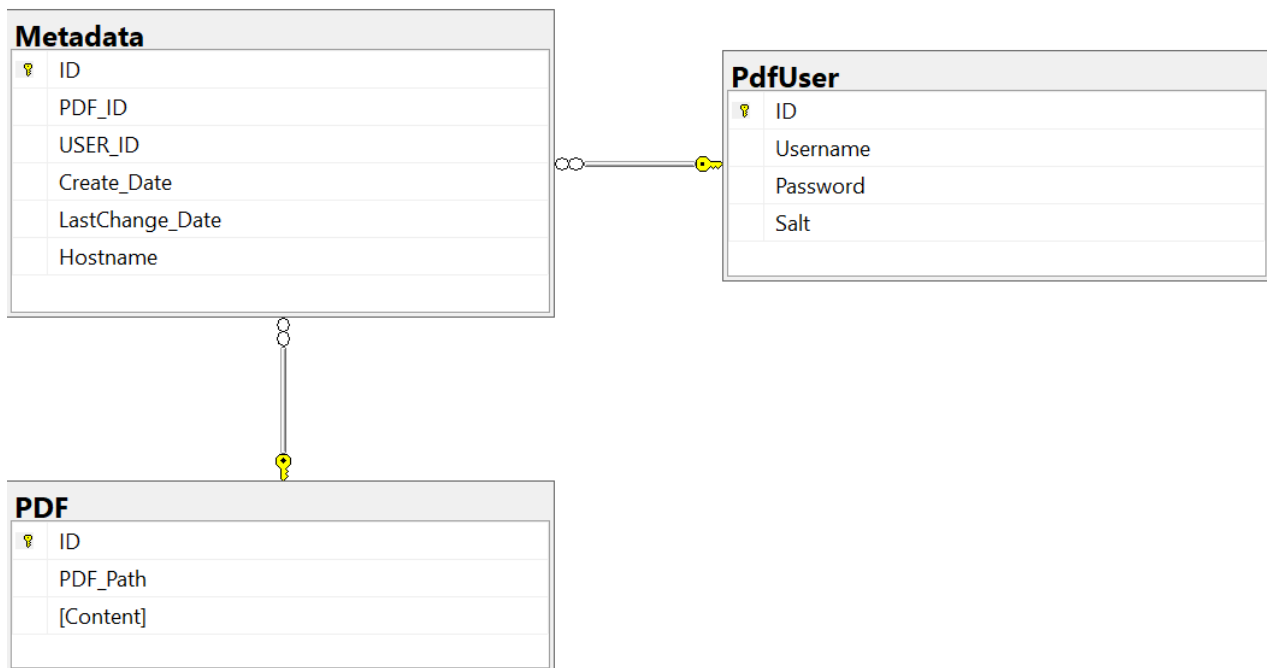 Metadata
ID
PDF_ID
USER_ID
Create_Date
LastChange_Date
Hostname
PdfUser
ID
Username
Password
Salt
PDF
ID
PDF_Path
[Content]